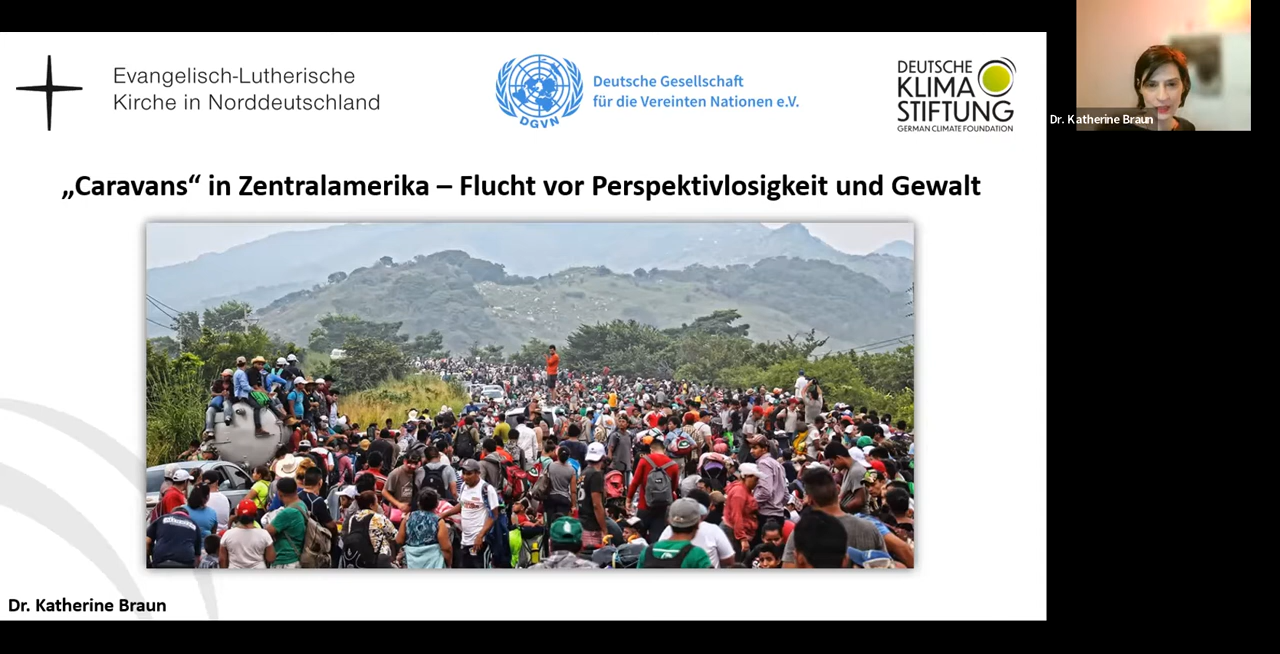 Evangelisch-Lutherische
Kirche in Norddeutschland
DGVN
Deutsche Gesellschaft
für die Vereinten Nationen e.V.
DEUTSCHE
KLIMA
STIFTUNG
GERMAN CLIMATE FOUNDATION
Dr. Katherine Braun
„Caravans“ in Zentralamerika – Flucht vor Perspektivlosigkeit und Gewalt
Dr. Katherine Braun